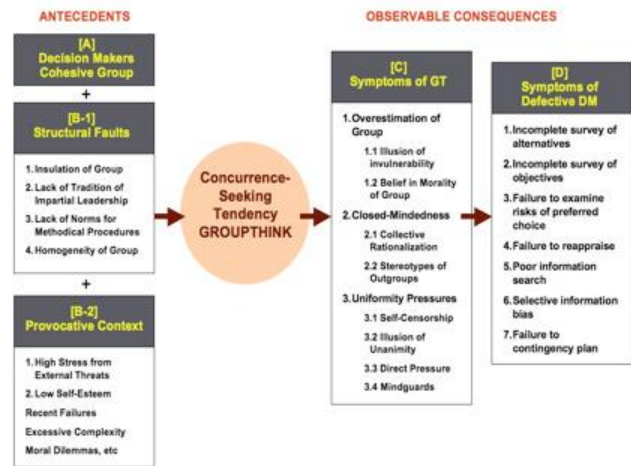 ANTECEDENTS
[A]
Decision Makers
Cohesive Group
+
[B-1]
Structural Faults
1. Insulation of Group
2. Lack of Tradition of
Impartial Leadership
3. Lack of Norms for
Methodical Procedures
4. Homogeneity of Group
+
[B-2]
Provocative Context
1. High Stress from
External Threats
2. Low Self-Esteem
Recent Failures
Excessive Complexity
Moral Dilemmas, etc
Concurrence-
Seeking
Tendency
GROUPTHINK
OBSERVABLE CONSEQUENCES
[C]
Symptoms of GT
1.Overestimation of
Group
1.1 Illusion of
invulnerability
1.2 Belief in Morality
of Group
2.Closed-Mindedness
2.1 Collective
Rationalization
2.2 Stereotypes of
Outgroups
3.Uniformity Pressures
3.1 Self-Censorship
3.2 Illusion of
Unanimity
3.3 Direct Pressure
3.4 Mindguards
[D]
Symptoms of
Defective DM
1.Incomplete survey of
alternatives
2.Incomplete survey of
objectives
3.Failure to examine
risks of preferred
choice
4.Failure to reappraise
5.Poor information
search
6.Selective information
bias
7.Failure to
contingency plan